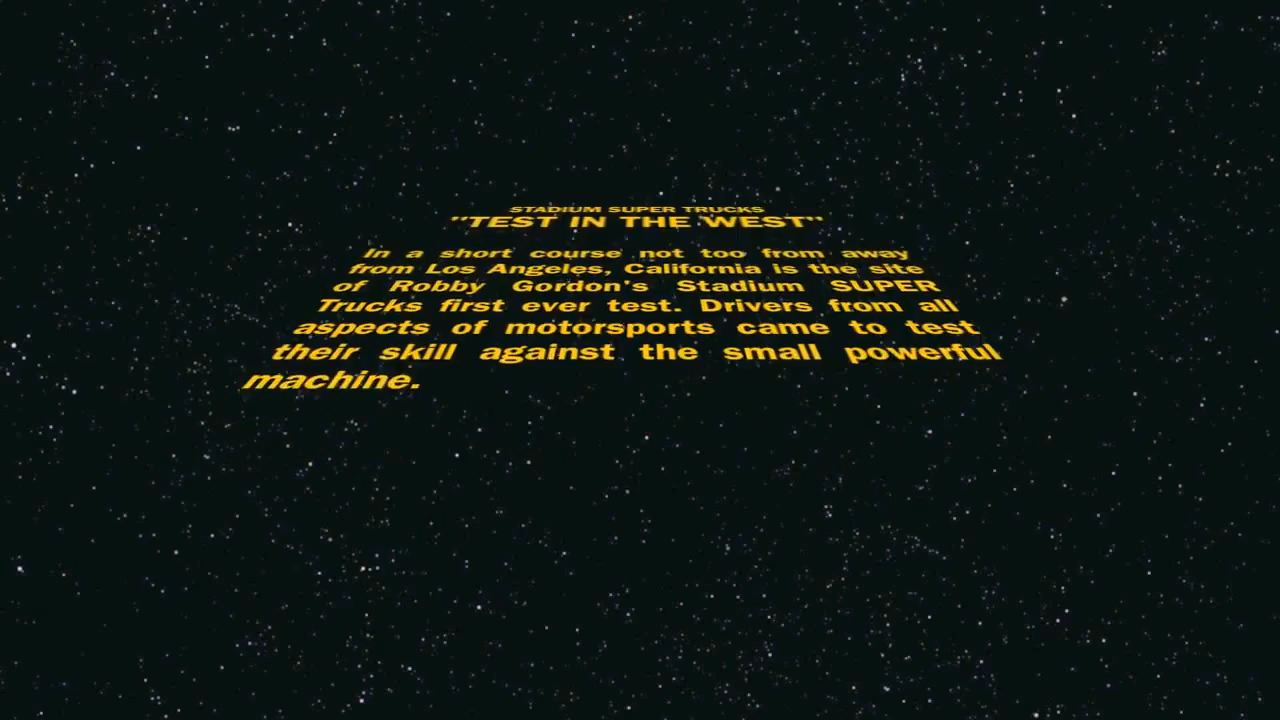 STADIUM SUPER TRUCKS
"TEST IN THE WEST"
In a short course not too from away
from Los Angeles, California is the site
of Robby Gordon's Stadium SUPER
Trucks first ever test. Drivers from all
aspects of motorsports came to test
their skill against the small powerful
machine.